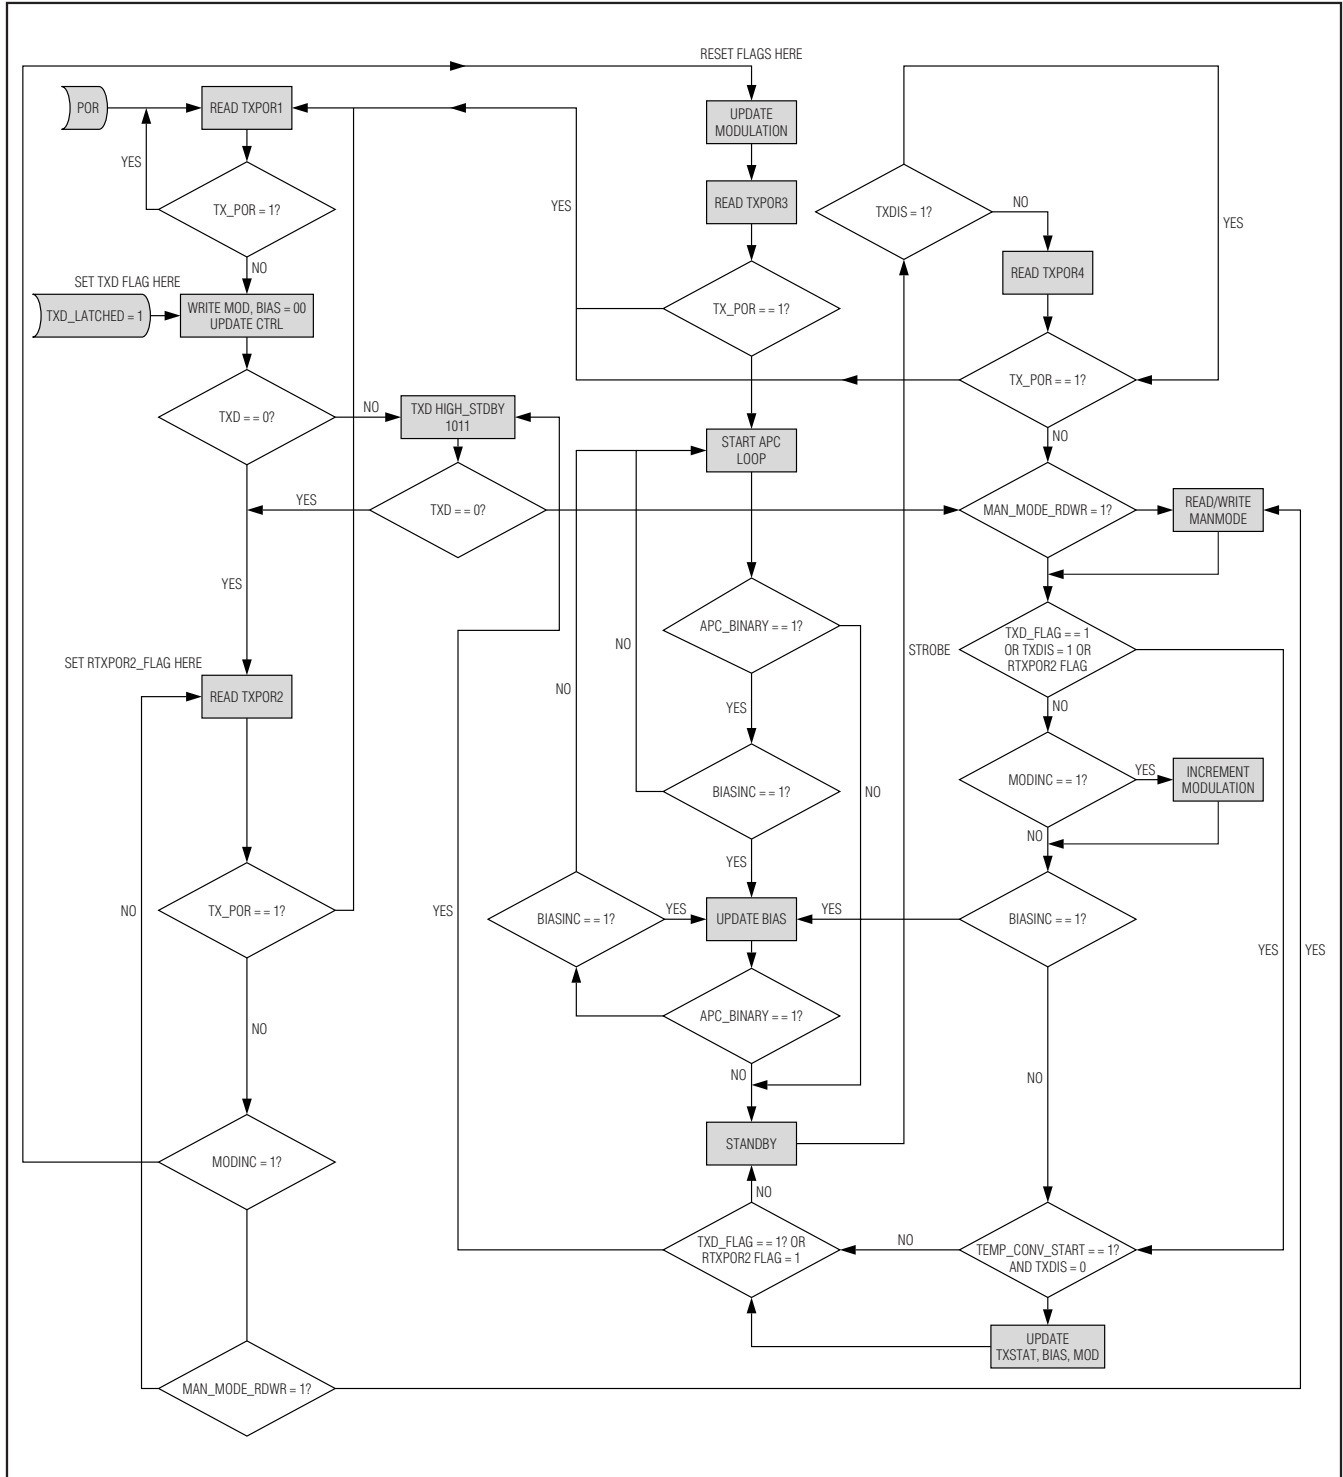 RESET FLAGS HERE
POR
READ TXPOR1
UPDATE
MODULATION
YES
TX_POR = 1?
NO
READ TXPOR3
YES
TXDIS = 1?
NO
YES
READ TXPOR4
SET TXD FLAG HERE
TXD_LATCHED = 1
WRITE MOD, BIAS = 00
UPDATE CTRL
TX_POR = = 1?
TX_POR = = 1?
TXD = = 0?
NO
TXD HIGH_STDBY
1011
START APC
LOOP
NO
YES
TXD = = 0?
MAN_MODE_RDWR = 1?
READ/WRITE
MANMODE
YES
APC_BINARY = = 1?
NO
STROBE
TXD_FLAG = = 1
OR TXDIS = 1 OR
RTXPOR2 FLAG
SET RTXPOR2_FLAG HERE
READ TXPOR2
NO
YES
NO
BIASINC = = 1?
NO
MODINC = = 1?
YES
INCREMENT
MODULATION
NO
YES
NO
TX_POR = = 1?
YES
BIASINC = = 1?
YES
UPDATE BIAS
YES
BIASINC = = 1?
YES
YES
NO
APC_BINARY = = 1?
NO
NO
STANDBY
MODINC = 1?
NO
TXD_FLAG = = 1? OR
RTXPOR2 FLAG = 1
NO
TEMP_CONV_START = = 1?
AND TXDIS = 0
UPDATE
TXSTAT, BIAS, MOD
MAN_MODE_RDWR = 1?